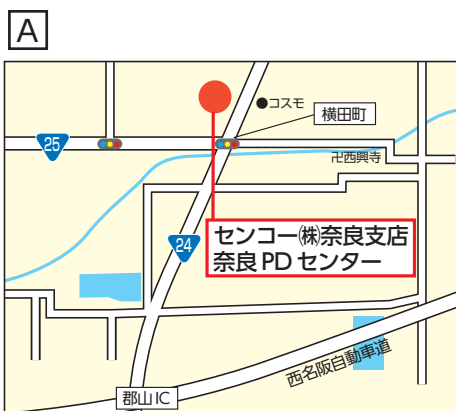 A
コスモ
横田町
25
卍西興寺
センコー㈱奈良支店
奈良PDセンター
24
西名阪自動車道
郡山IC